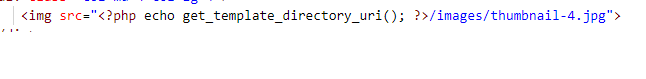 <img src="<?php echo get_template_directory_uri(); ?>/images/thumbnail-4.jpg">